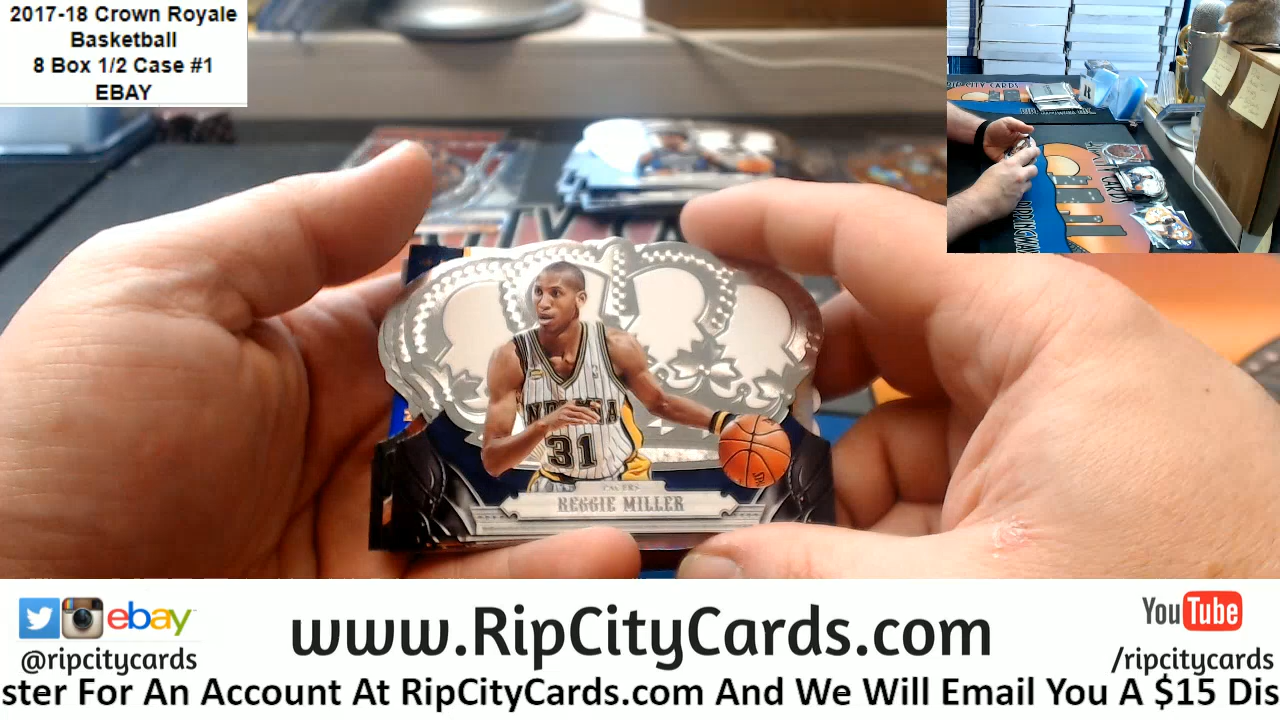 2017-18 Crown Royale
Basketball
8 Box 1/2 Case #1
EBAY
INDIANA
31
PACERS
REGGIE MILLER
ebay
@ripcitycards
www.RipCityCards.com
YouTube
/ripcitycards
ster For An Account At RipCityCards.com And We Will Email You A $15 Dis